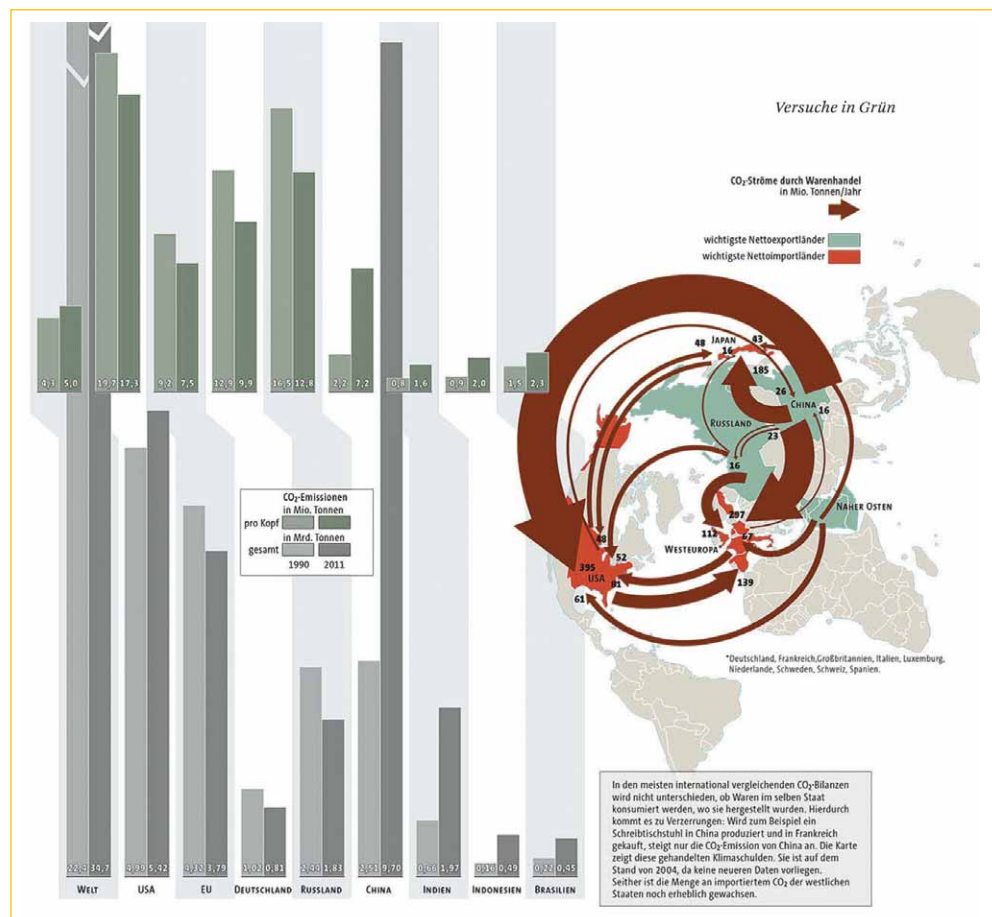 Versuche in Grün
CO₂-Ströme durch Warenhandel
in Mio. Tonnen/Jahr
wichtigste Nettoexportländer
wichtigste Nettoimportländer
4,3 5,0 19,7 17,3 9,2 7,5 12,9 9,9 16,5 12,8 2,2 7,2 0,8 1,6 0,9 2,0 1,5 2,3
CO₂-Emissionen
in Mio. Tonnen
pro Kopf
in Mrd. Tonnen
gesamt
1990 2011
22,4 34,7 4,99 5,42 4,32 3,79 1,02 0,81 2,44 1,83 2,51 9,70 0,66 1,97 0,16 0,49 0,22 0,45
Welt USA EU Deutschland Russland China Indien Indonesien Brasilien
48
Japan
16
43
185
26
China
16
Russland
23
16
Naher Osten
297
112
67
Westeuropa*
48
52
395
USA
81
139
61
*Deutschland, Frankreich,Großbritannien, Italien, Luxemburg,
Niederlande, Schweden, Schweiz, Spanien.
In den meisten international vergleichenden CO₂-Bilanzen
wird nicht unterschieden, ob Waren im selben Staat
konsumiert werden, wo sie hergestellt wurden. Hierdurch
kommt es zu Verzerrungen: Wird zum Beispiel ein
Schreibtischstuhl in China produziert und in Frankreich
gekauft, steigt nur die CO₂-Emission von China an. Die Karte
zeigt diese gehandelten Klimaschulden. Sie ist auf dem
Stand von 2004, da keine neueren Daten vorliegen.
Seither ist die Menge an importiertem CO₂ der westlichen
Staaten noch erheblich gewachsen.